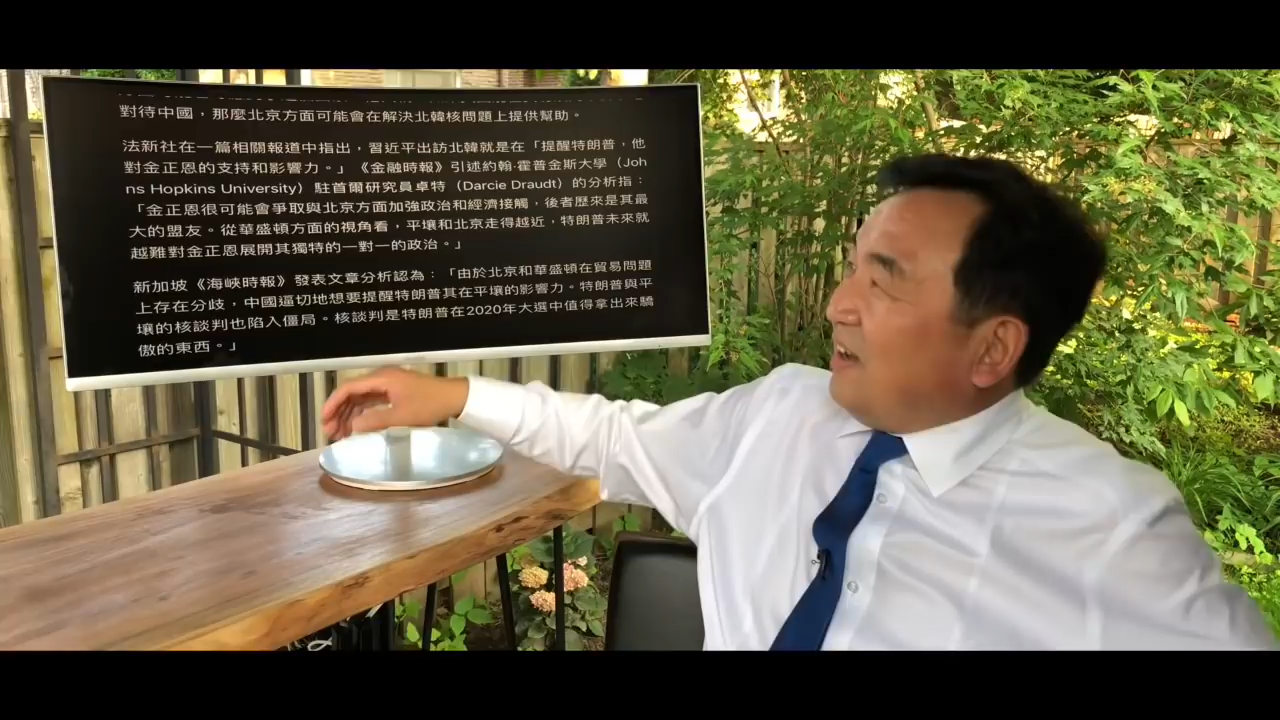 對待中國，那麼北京方面可能會在解決北韓核問題上提供幫助。
法新社在一篇相關報道中指出，習近平出訪北韓就是在「提醒特朗普，他
對金正恩的支持和影響力。」《金融時報》引述約翰·霍普金斯大學（Joh
ns Hopkins University）駐首爾研究員卓特（Darcie Draudt）的分析指：
「金正恩很可能會爭取與北京方面加強政治和經濟接觸，後者歷來是其最
大的盟友。從華盛頓方面的視角看，平壤和北京走得越近，特朗普未來就
越難對金正恩展開其獨特的一對一的政治。」
新加坡《海峽時報》發表文章分析認為：「由於北京和華盛頓在貿易問題
上存在分歧，中國逼切地想要提醒特朗普其在平壤的影響力。特朗普與平
壤的核談判也陷入僵局。核談判是特朗普在2020年大選中值得拿出來驕
傲的東西。」